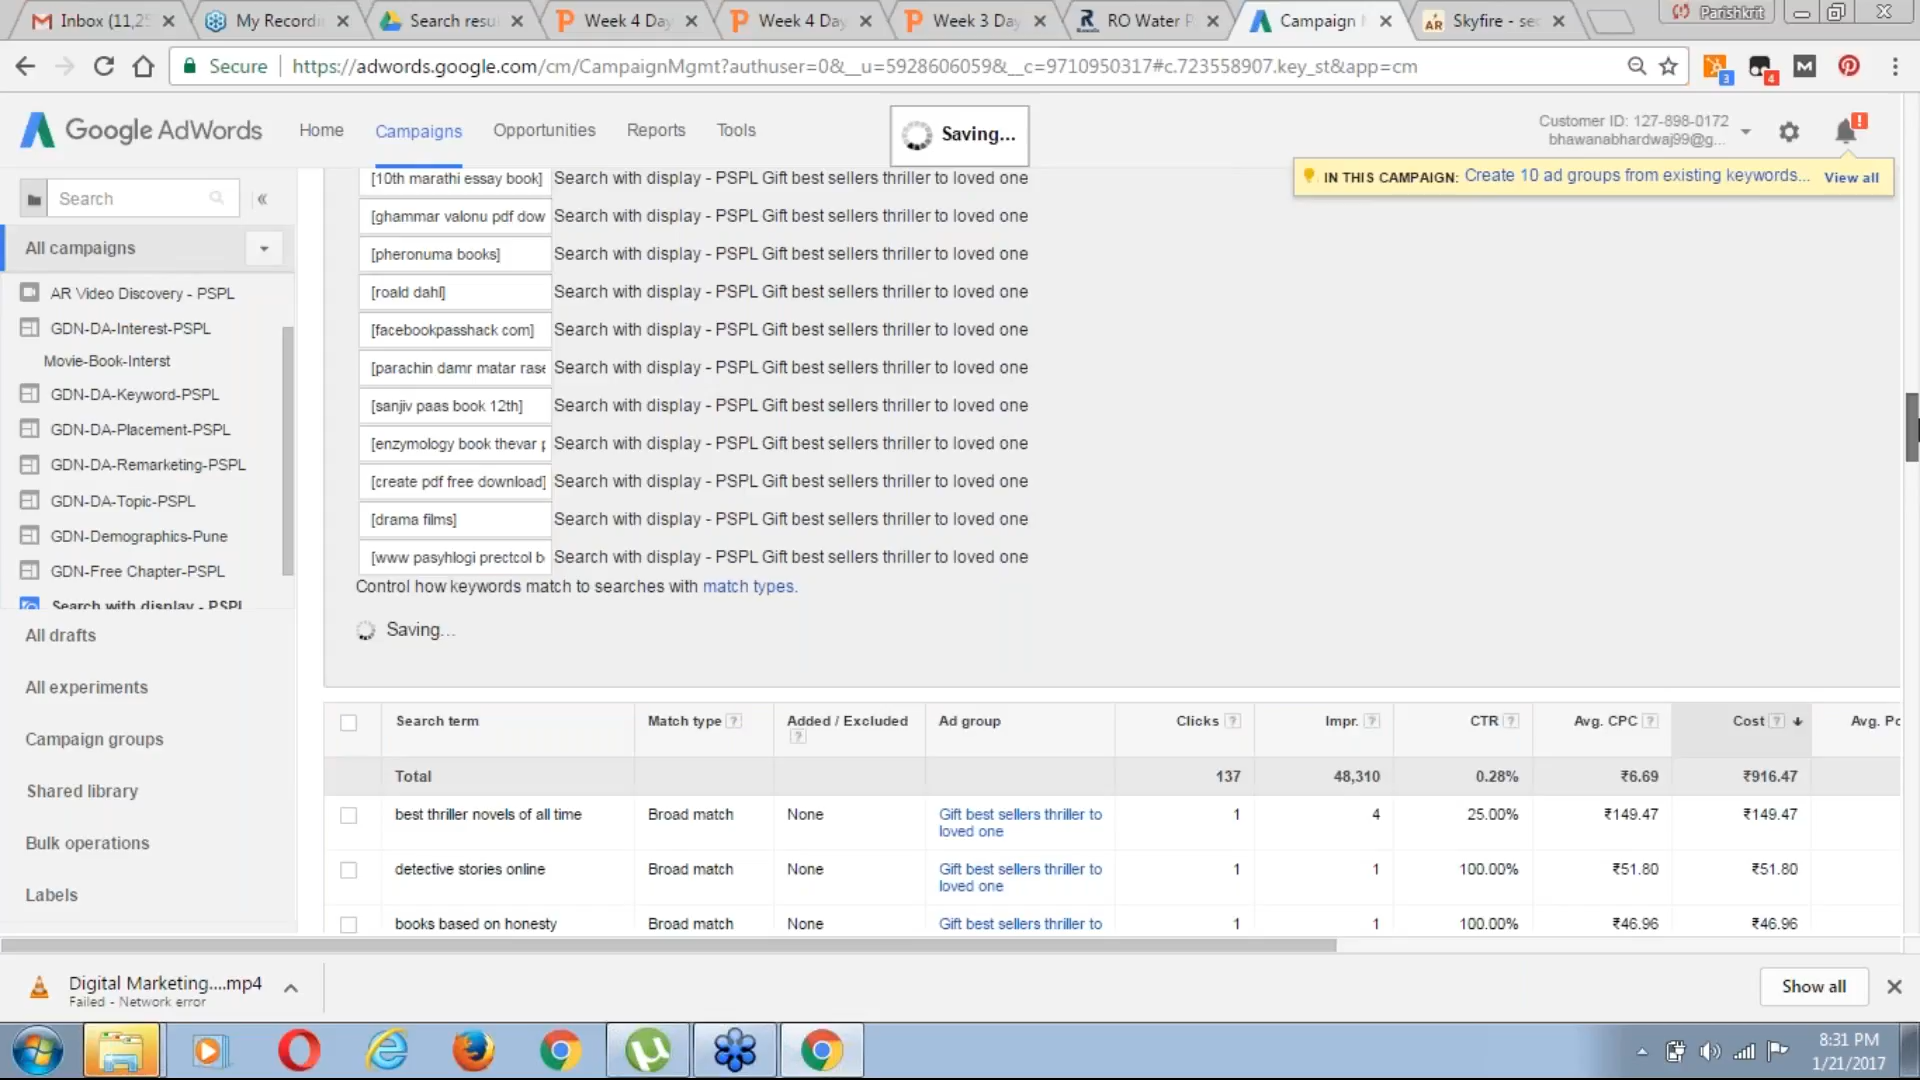 Inbox (11,25
My Recordi
Search resu
Week 4 Day
Week 4 Day
Week 3 Day
RO Water P
Campaign M
Skyfire - se
Parishkrit
Secure
https://adwords.google.com/cm/CampaignMgmt?authuser=0&__u=5928606059&__c=9710950317#c.723558907.key_st&app=cm
3
4
Google AdWords
Home
Campaigns
Opportunities
Reports
Tools
Saving...
Customer ID: 127-898-0172
bhawanabhardwaj99@g...
IN THIS CAMPAIGN: Create 10 ad groups from existing keywords... View all
Search
All campaigns
AR Video Discovery - PSPL
GDN-DA-Interest-PSPL
Movie-Book-Interst
GDN-DA-Keyword-PSPL
GDN-DA-Placement-PSPL
GDN-DA-Remarketing-PSPL
GDN-DA-Topic-PSPL
GDN-Demographics-Pune
GDN-Free Chapter-PSPL
Search with display - PSPL
All drafts
All experiments
Campaign groups
Shared library
Bulk operations
Labels
[10th marathi essay book] Search with display - PSPL Gift best sellers thriller to loved one
[ghammar valonu pdf dow Search with display - PSPL Gift best sellers thriller to loved one
[pheronuma books] Search with display - PSPL Gift best sellers thriller to loved one
[roald dahl] Search with display - PSPL Gift best sellers thriller to loved one
[facebookpasshack com] Search with display - PSPL Gift best sellers thriller to loved one
[parachin damr matar rase Search with display - PSPL Gift best sellers thriller to loved one
[sanjiv paas book 12th] Search with display - PSPL Gift best sellers thriller to loved one
[enzymology book thevar p Search with display - PSPL Gift best sellers thriller to loved one
[create pdf free download] Search with display - PSPL Gift best sellers thriller to loved one
[drama films] Search with display - PSPL Gift best sellers thriller to loved one
[www pasyhlogi prectcol b Search with display - PSPL Gift best sellers thriller to loved one
Control how keywords match to searches with match types.
Saving...
Search term Match type ? Added / Excluded ? Ad group Clicks ? Impr. ? CTR ? Avg. CPC ? Cost ? Avg. Po
Total 137 48,310 0.28% ₹6.69 ₹916.47
best thriller novels of all time Broad match None Gift best sellers thriller to 1 4 25.00% ₹149.47 ₹149.47
loved one
detective stories online Broad match None Gift best sellers thriller to 1 1 100.00% ₹51.80 ₹51.80
loved one
books based on honesty Broad match None Gift best sellers thriller to 1 1 100.00% ₹46.96 ₹46.96
Digital Marketing....mp4
Failed - Network error
Show all
8:31 PM
1/21/2017